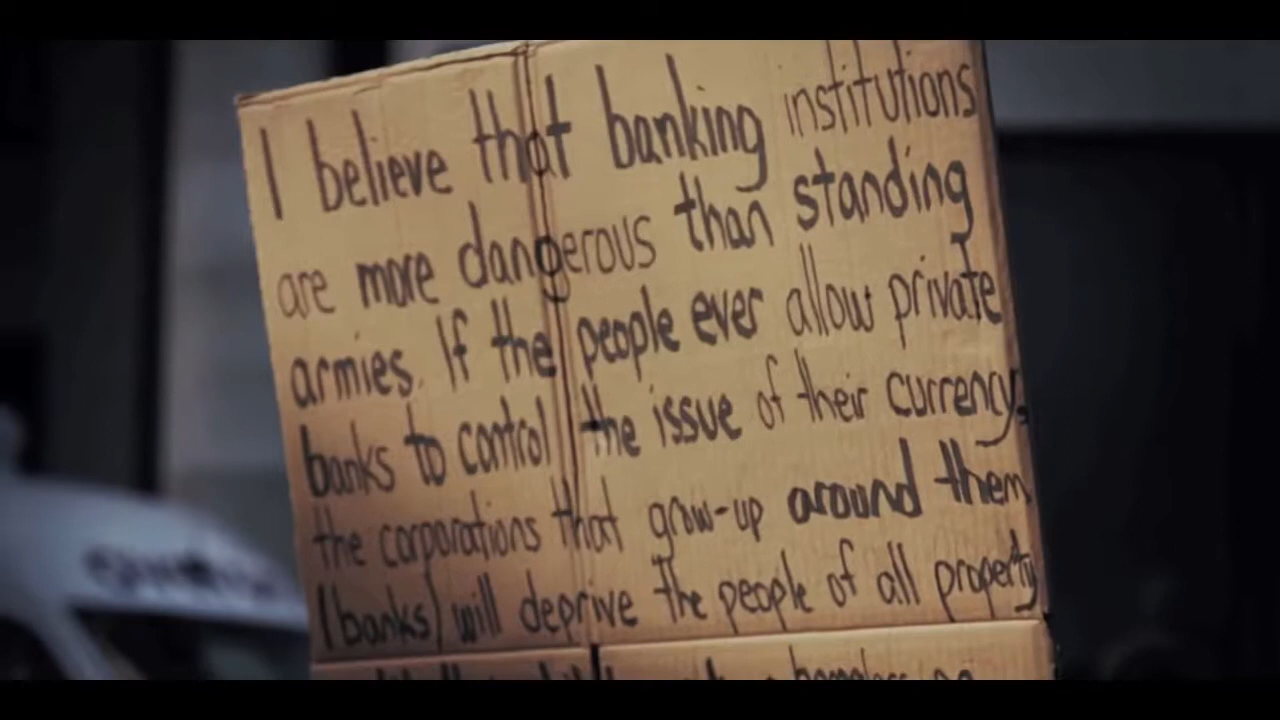 I believe that banking institutions
are more dangerous than standing
armies. If the people ever allow private
banks to control the issue of their currency,
the corporations that grow-up around them
(banks) will deprive the people of all property
homeless on